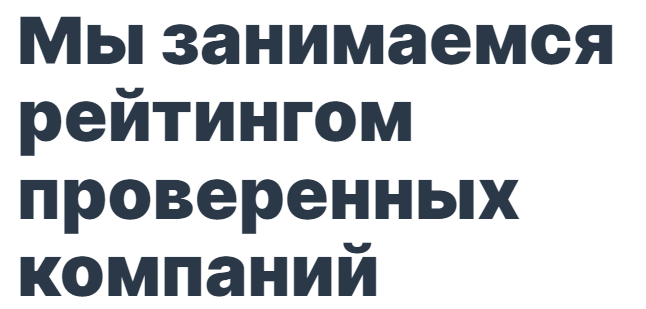 Мы занимаемся
рейтингом
проверенных
компаний